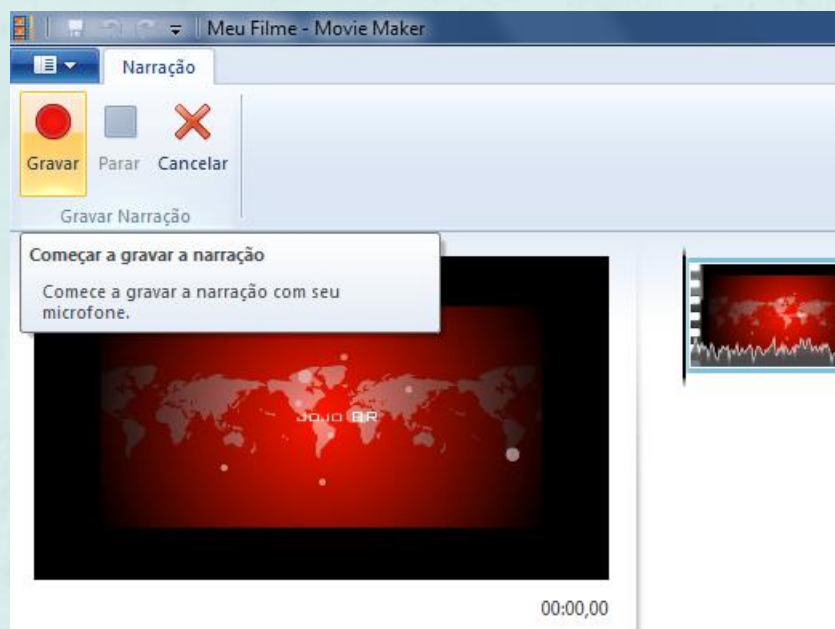 Meu Filme - Movie Maker
Narração
Gravar Parar Cancelar
Gravar Narração
Começar a gravar a narração
Comece a gravar a narração com seu
microfone.
JOJO BR
00:00,00